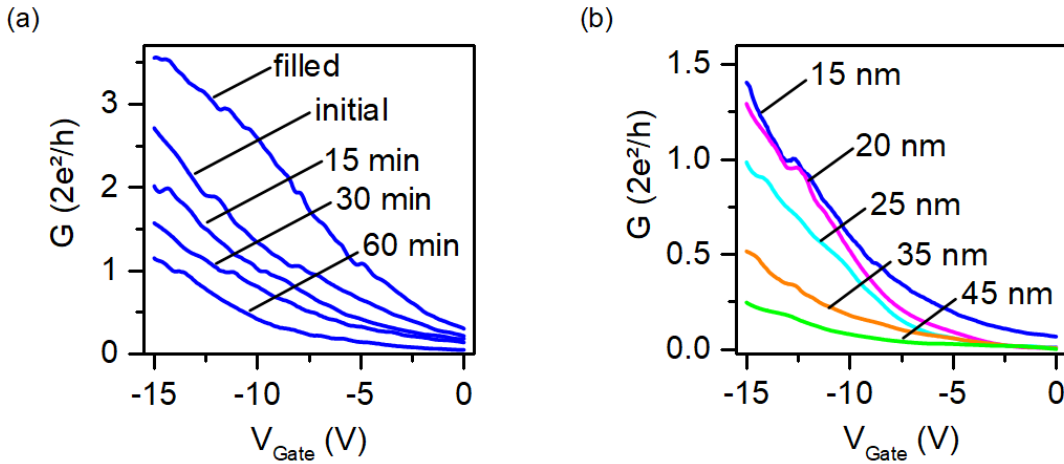 (a)
G (2e²/h)
3
2
1
0
filled
initial
15 min
30 min
60 min
-15
-10
-5
0
V_Gate (V)
(b)
G (2e²/h)
1.5
1.0
0.5
0.0
15 nm
20 nm
25 nm
35 nm
45 nm
-15
-10
-5
0
V_Gate (V)